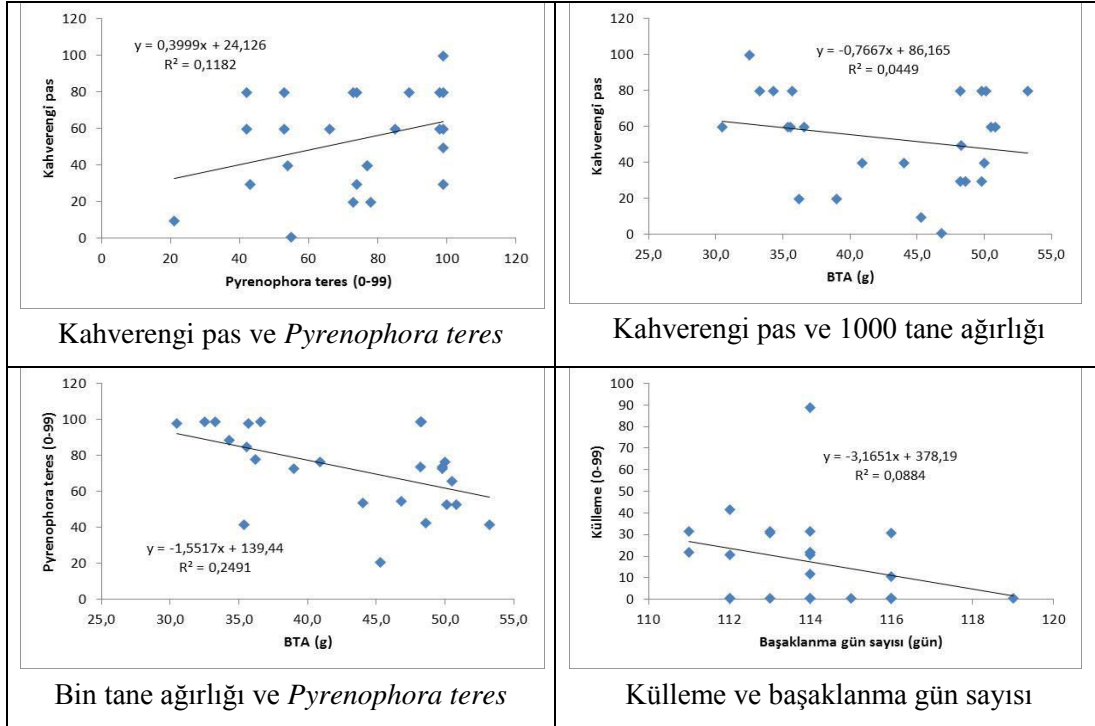 120
100
80
60
40
20
0
Kahverengi pas
y = 0,3999x + 24,126
R² = 0,1182
0 20 40 60 80 100 120
Pyrenophora teres (0-99)
Kahverengi pas ve Pyrenophora teres
120
100
80
60
40
20
0
Kahverengi pas
y = -0,7667x + 86,165
R² = 0,0449
25,0 30,0 35,0 40,0 45,0 50,0 55,0
BTA (g)
Kahverengi pas ve 1000 tane ağırlığı
120
100
80
60
40
20
0
Pyrenophora teres (0-99)
y = -1,5517x + 139,44
R² = 0,2491
25,0 30,0 35,0 40,0 45,0 50,0 55,0
BTA (g)
Bin tane ağırlığı ve Pyrenophora teres
100
90
80
70
60
50
40
30
20
10
0
Külleme (0-99)
y = -3,1651x + 378,19
R² = 0,0884
110 112 114 116 118 120
Başaklanma gün sayısı (gün)
Külleme ve başaklanma gün sayısı